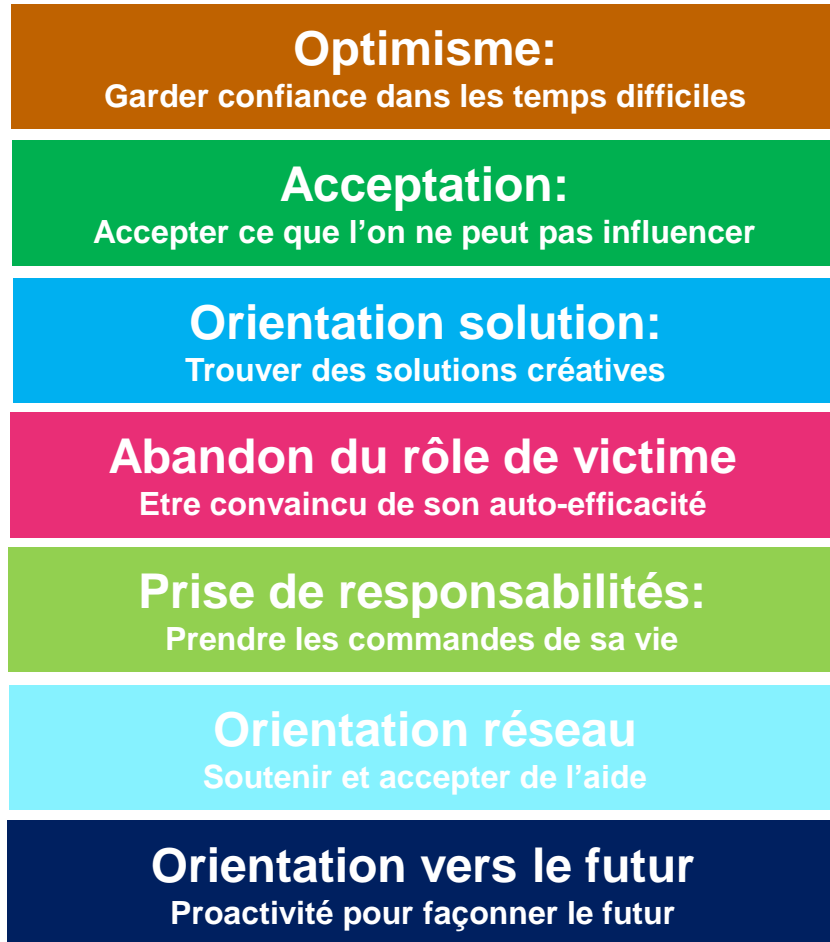 Optimisme:
Garder confiance dans les temps difficiles
Acceptation:
Accepter ce que l’on ne peut pas influencer
Orientation solution:
Trouver des solutions créatives
Abandon du rôle de victime
Etre convaincu de son auto-efficacité
Prise de responsabilités:
Prendre les commandes de sa vie
Orientation réseau
Soutenir et accepter de l’aide
Orientation vers le futur
Proactivité pour façonner le futur